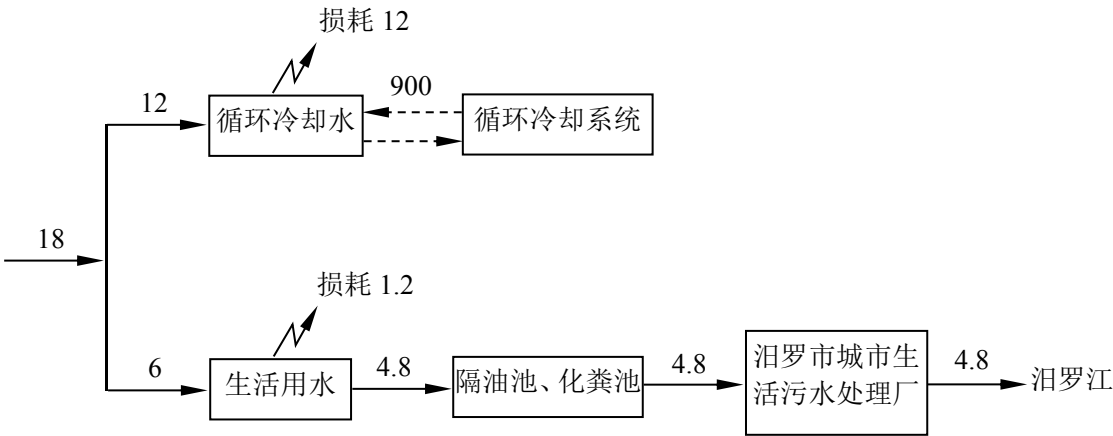 损耗 12
900
12
循环冷却水
循环冷却系统
18
损耗 1.2
6
生活用水
4.8
隔油池、化粪池
4.8
汨罗市城市生
活污水处理厂
4.8
汨罗江